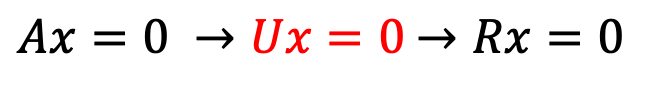 Ax = 0 → Ux = 0 → Rx = 0